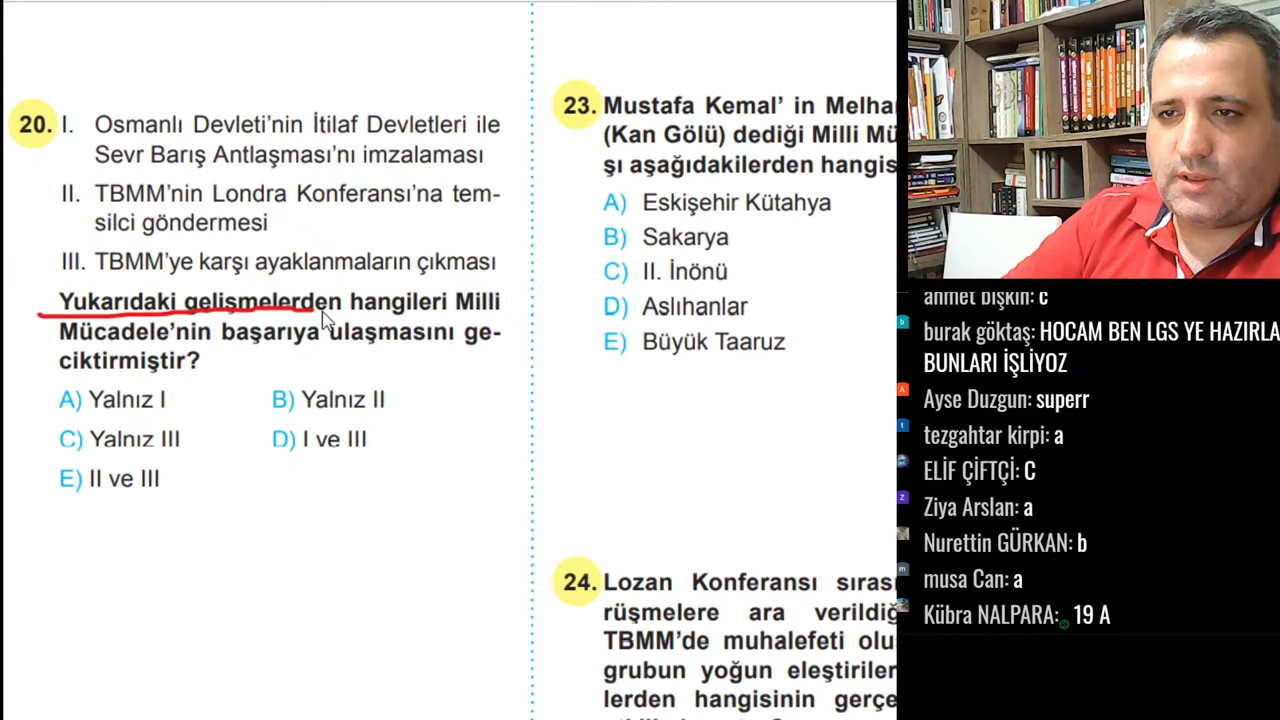 20. I. Osmanlı Devleti’nin İtilaf Devletleri ile
Sevr Barış Antlaşması’nı imzalaması
II. TBMM’nin Londra Konferansı’na tem-
silci göndermesi
III. TBMM’ye karşı ayaklanmaların çıkması
Yukarıdaki gelişmelerden hangileri Milli
Mücadele’nin başarıya ulaşmasını ge-
ciktirmiştir?
A) Yalnız I
B) Yalnız II
C) Yalnız III
D) I ve III
E) II ve III
23. Mustafa Kemal’ in Melha
(Kan Gölü) dediği Milli Mü
şı aşağıdakilerden hangis
A) Eskişehir Kütahya
B) Sakarya
C) II. İnönü
D) Aslıhanlar
E) Büyük Taaruz
24. Lozan Konferansı sıras
rüşmelere ara verildiğ
TBMM’de muhalefeti olu
grubun yoğun eleştiriler
lerden hangisinin gerçe
ahmet bişkin: c
burak göktaş: HOCAM BEN LGS YE HAZIRLA
BUNLARI İŞLİYOZ
Ayse Duzgun: superr
tezgahtar kirpi: a
ELİF ÇİFTÇİ: C
Ziya Arslan: a
Nurettin GÜRKAN: b
musa Can: a
Kübra NALPARA: 19 A